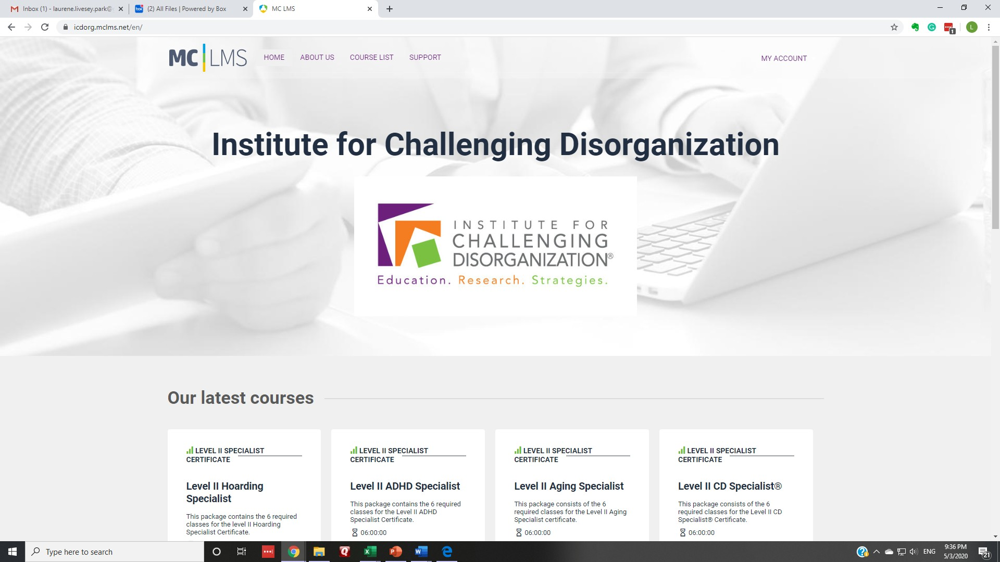 Inbox (1) - laurene.livesey.park@
(2) All Files | Powered by Box
MC LMS
icdorg.mclms.net/en/
L
1
MC LMS
HOME
ABOUT US
COURSE LIST
SUPPORT
MY ACCOUNT
Institute for Challenging Disorganization
INSTITUTE FOR
CHALLENGING
DISORGANIZATION®
Education. Research. Strategies.
Our latest courses
LEVEL II SPECIALIST
CERTIFICATE
Level II Hoarding
Specialist
This package contains the 6 required
classes for the level II Hoarding
Specialist Certificate.
LEVEL II SPECIALIST
CERTIFICATE
Level II ADHD Specialist
This package contains the 6 required
classes for the Level II ADHD
Specialist Certificate.
06:00:00
LEVEL II SPECIALIST
CERTIFICATE
Level II Aging Specialist
This package consists of the 6
required classes for the Level II Aging
Specialist certificate.
06:00:00
LEVEL II SPECIALIST
CERTIFICATE
Level II CD Specialist®
This package consists of the 6
required classes for the Level II CD
Specialist® Certificate.
06:00:00
Type here to search
ENG
9:36 PM
5/3/2020
21